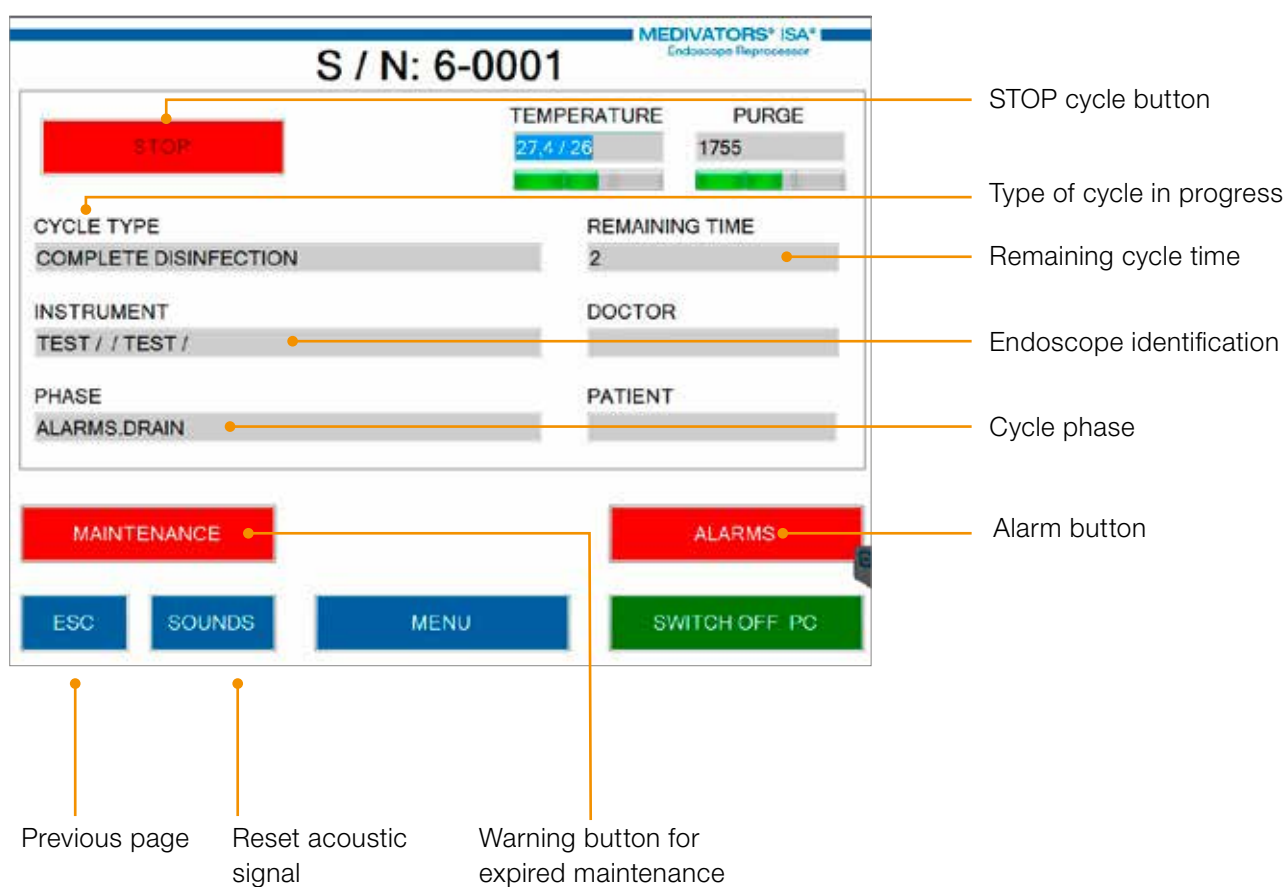 MEDIVATORS® ISA®
Endoscope Reprocessor
S / N: 6-0001
STOP cycle button
TEMPERATURE PURGE
STOP
27,4 / 26 1755
Type of cycle in progress
CYCLE TYPE REMAINING TIME
COMPLETE DISINFECTION 2
Remaining cycle time
INSTRUMENT DOCTOR
TEST / / TEST /
Endoscope identification
PHASE PATIENT
ALARMS.DRAIN
Cycle phase
MAINTENANCE ALARMS
Alarm button
ESC SOUNDS MENU SWITCH OFF PC
Previous page
Reset acoustic
signal
Warning button for
expired maintenance